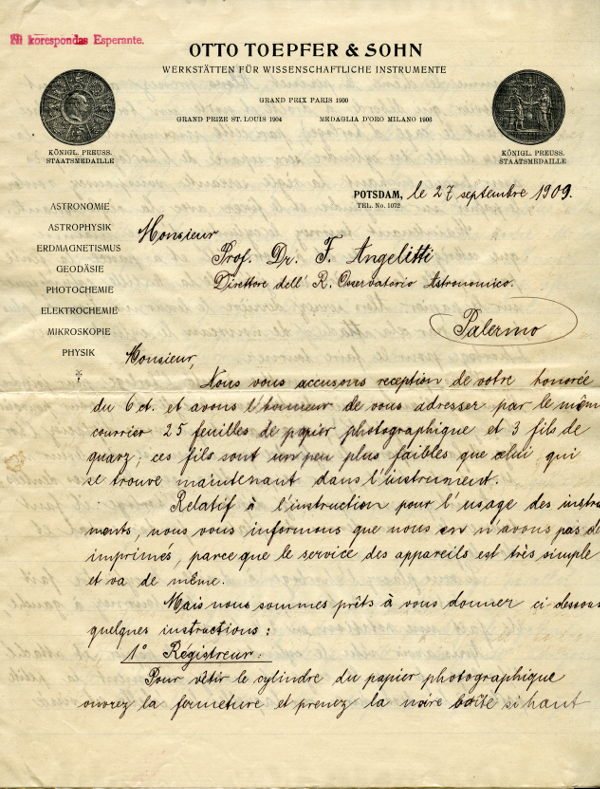 Ni korespondas Esperante.
OTTO TOEPFER & SOHN
WERKSTÄTTEN FÜR WISSENSCHAFTLICHE INSTRUMENTE
GRAND PRIX PARIS 1900
GRAND PRIZE ST. LOUIS 1904 MEDAGLIA D'ORO MILANO 1906
KÖNIGL. PREUSS.
STAATSMEDAILLE
KÖNIGL. PREUSS.
STAATSMEDAILLE
POTSDAM, le 27 septembre 1909.
TEL. No. 1072
ASTRONOMIE
ASTROPHYSIK
ERDMAGNETISMUS
GEODÄSIE
PHOTOCHEMIE
ELEKTROCHEMIE
MIKROSKOPIE
PHYSIK
Monsieur
Prof. Dr. F. Angelitti
Direttore dell' R. Osservatorio Astronomico.
Palermo
Monsieur,
Nous vous accusons reception de votre honorée
du 6 ct. et avons l'honneur de vous adresser par le même
courrier 25 feuilles de papier photographique et 3 fils de
quarz; ces fils sont un peu plus faibles que celui qui
se trouve maintenant dans l'instrument.
Relatif à l'instruction pour l'usage des instru
ments, nous vous informons que nous en n'avons pas d
imprimés, parce que le service des appareils est très simple
et va de même.
Mais nous sommes prêts à vous donner ci-dessous
quelques instructions:
1° Régistreur.
Pour vêtir le cylindre du papier photographique
ouvrez la fermeture et prenez la noire boîte si haut